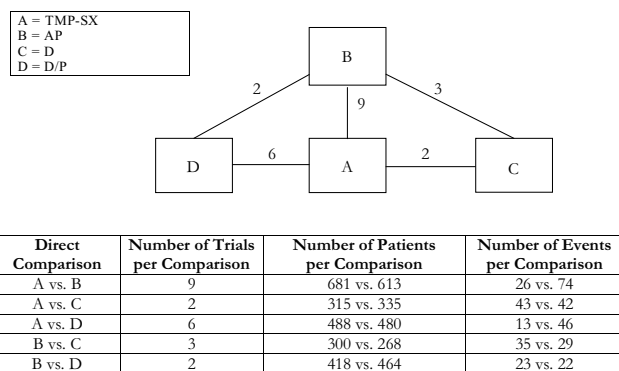 A = TMP-SX
B = AP
C = D
D = D/P
B
2
3
9
D
6
A
2
C
Direct Comparison Number of Trials per Comparison Number of Patients per Comparison Number of Events per Comparison
A vs. B 9 681 vs. 613 26 vs. 74
A vs. C 2 315 vs. 335 43 vs. 42
A vs. D 6 488 vs. 480 13 vs. 46
B vs. C 3 300 vs. 268 35 vs. 29
B vs. D 2 418 vs. 464 23 vs. 22